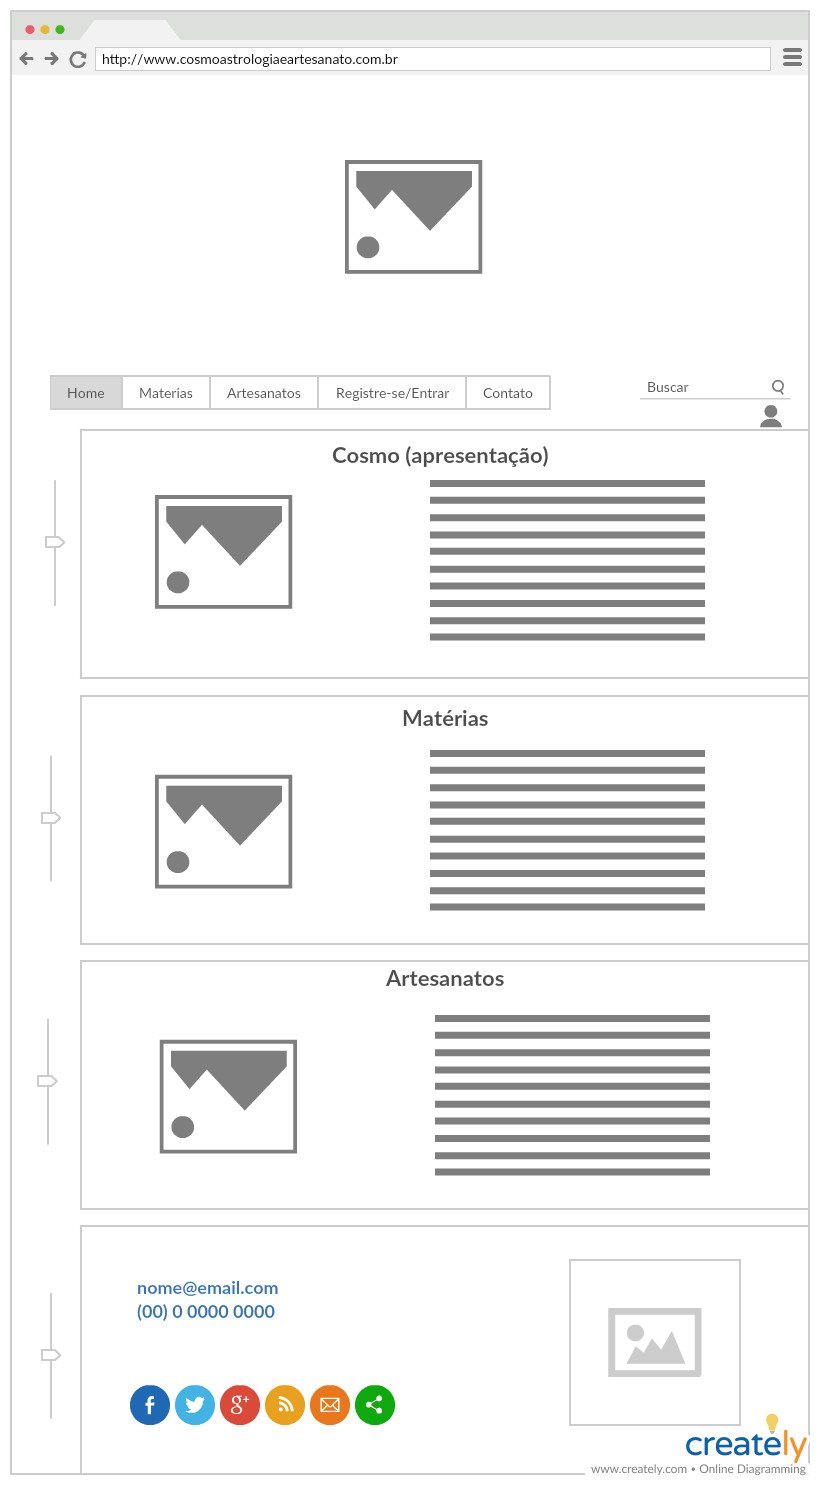 http://www.cosmoastrologiaeartesanato.com.br
Home
Materias
Artesanatos
Registre-se/Entrar
Contato
Buscar
Cosmo (apresentação)
Matérias
Artesanatos
nome@email.com
(00) 0 0000 0000
creately
www.creately.com • Online Diagramming